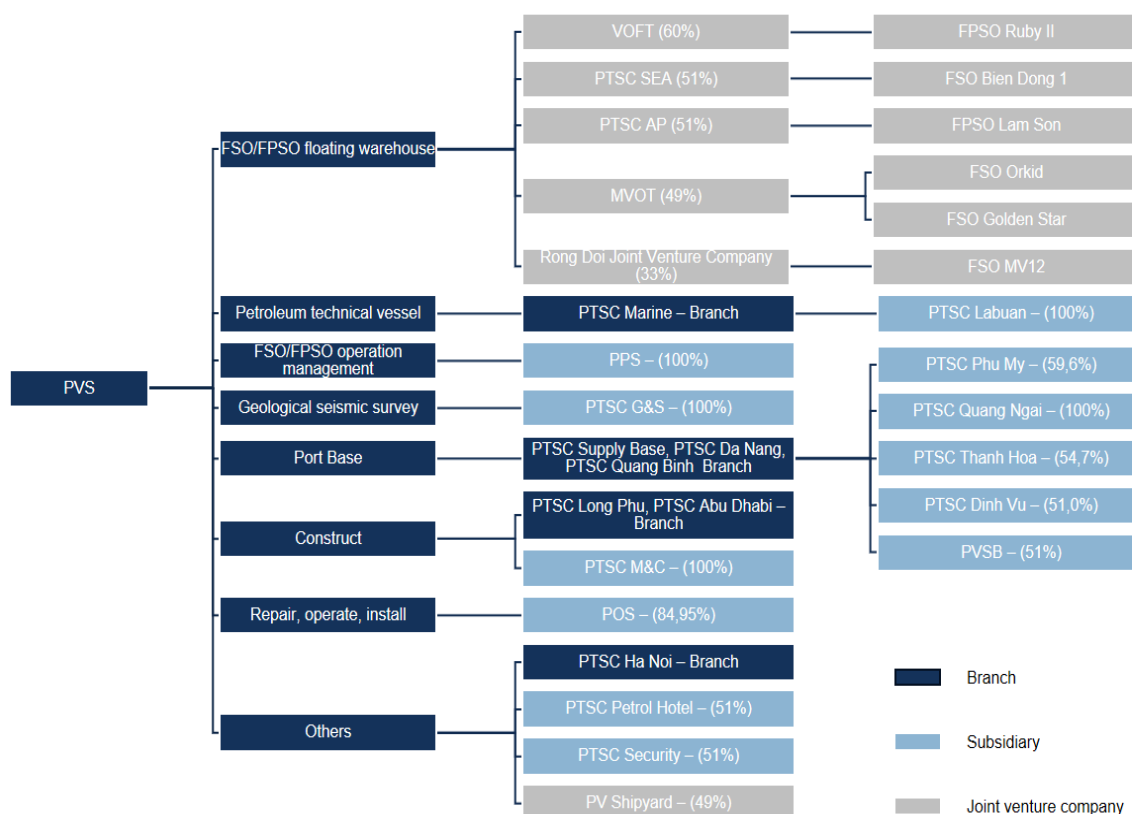 PVS
FSO/FPSO floating warehouse
VOFT (60%)
FPSO Ruby II
PTSC SEA (51%)
FSO Bien Dong 1
PTSC AP (51%)
FPSO Lam Son
MVOT (49%)
FSO Orkid
FSO Golden Star
Rong Doi Joint Venture Company
(33%)
FSO MV12
Petroleum technical vessel
PTSC Marine – Branch
PTSC Labuan – (100%)
FSO/FPSO operation
management
PPS – (100%)
Geological seismic survey
PTSC G&S – (100%)
Port Base
PTSC Supply Base, PTSC Da Nang,
PTSC Quang Binh Branch
PTSC Phu My – (59,6%)
PTSC Quang Ngai – (100%)
PTSC Thanh Hoa – (54,7%)
PTSC Dinh Vu – (51,0%)
PVSB – (51%)
Construct
PTSC Long Phu, PTSC Abu Dhabi –
Branch
PTSC M&C – (100%)
Repair, operate, install
POS – (84,95%)
Others
PTSC Ha Noi – Branch
PTSC Petrol Hotel – (51%)
PTSC Security – (51%)
PV Shipyard – (49%)
Branch
Subsidiary
Joint venture company